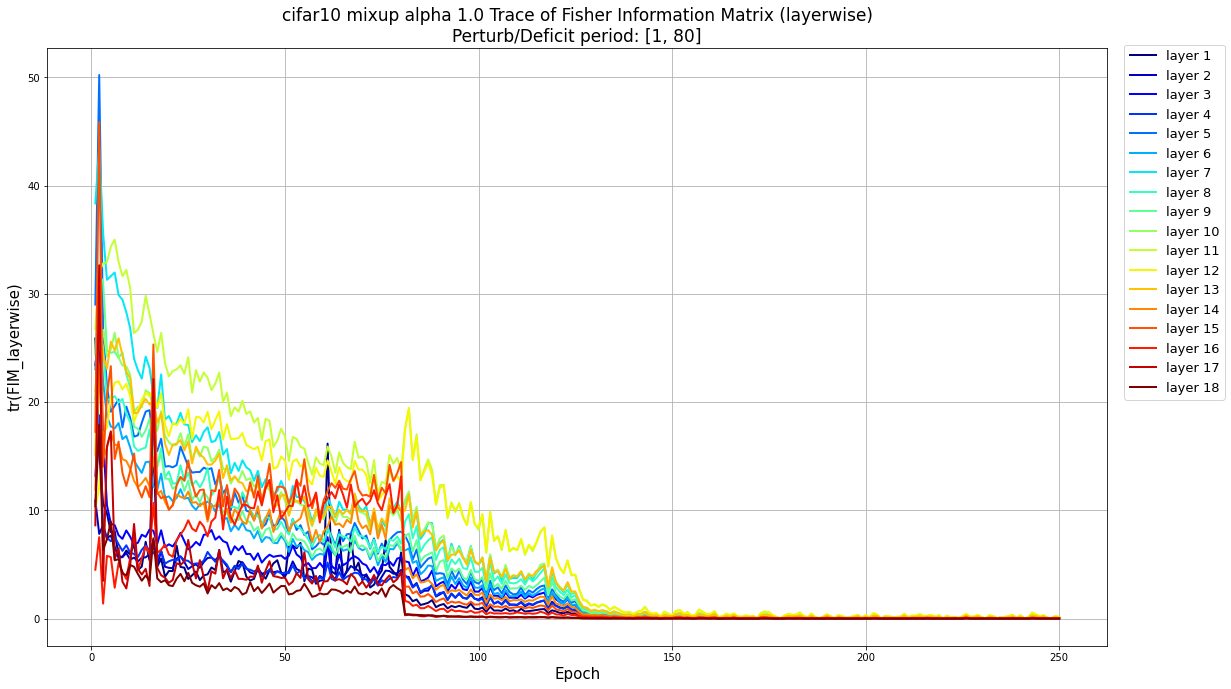 cifar10 mixup alpha 1.0 Trace of Fisher Information Matrix (layerwise)
Perturb/Deficit period: [1, 80]
tr(FIM_layerwise)
50
40
30
20
10
0
0
50
100
150
200
250
Epoch
layer 1
layer 2
layer 3
layer 4
layer 5
layer 6
layer 7
layer 8
layer 9
layer 10
layer 11
layer 12
layer 13
layer 14
layer 15
layer 16
layer 17
layer 18